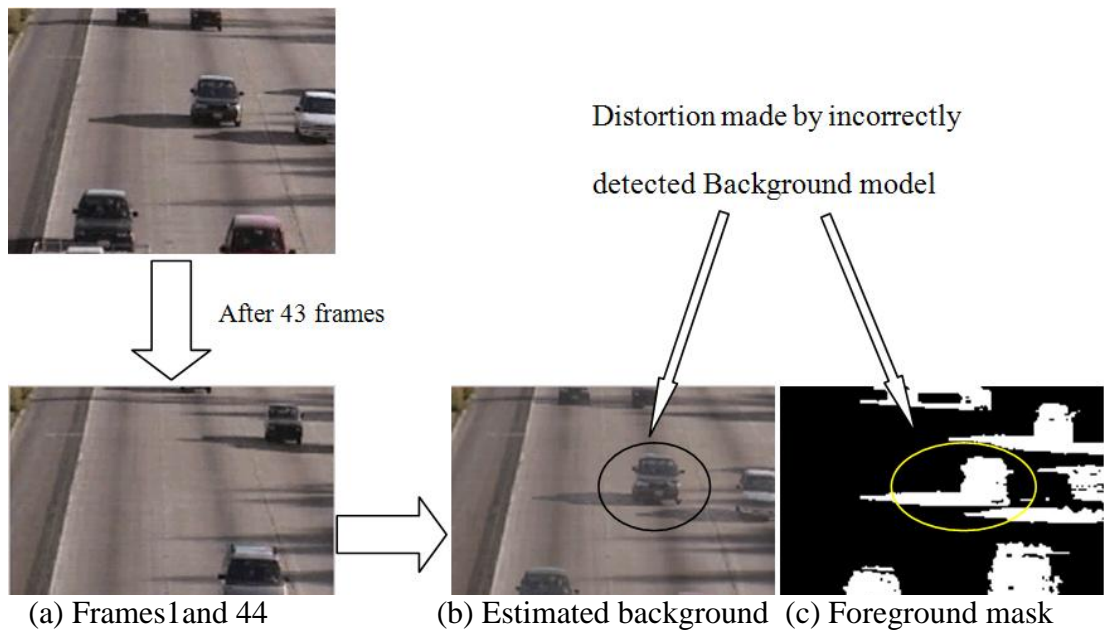 Distortion made by incorrectly
detected Background model
After 43 frames
(a) Frames1and 44
(b) Estimated background
(c) Foreground mask